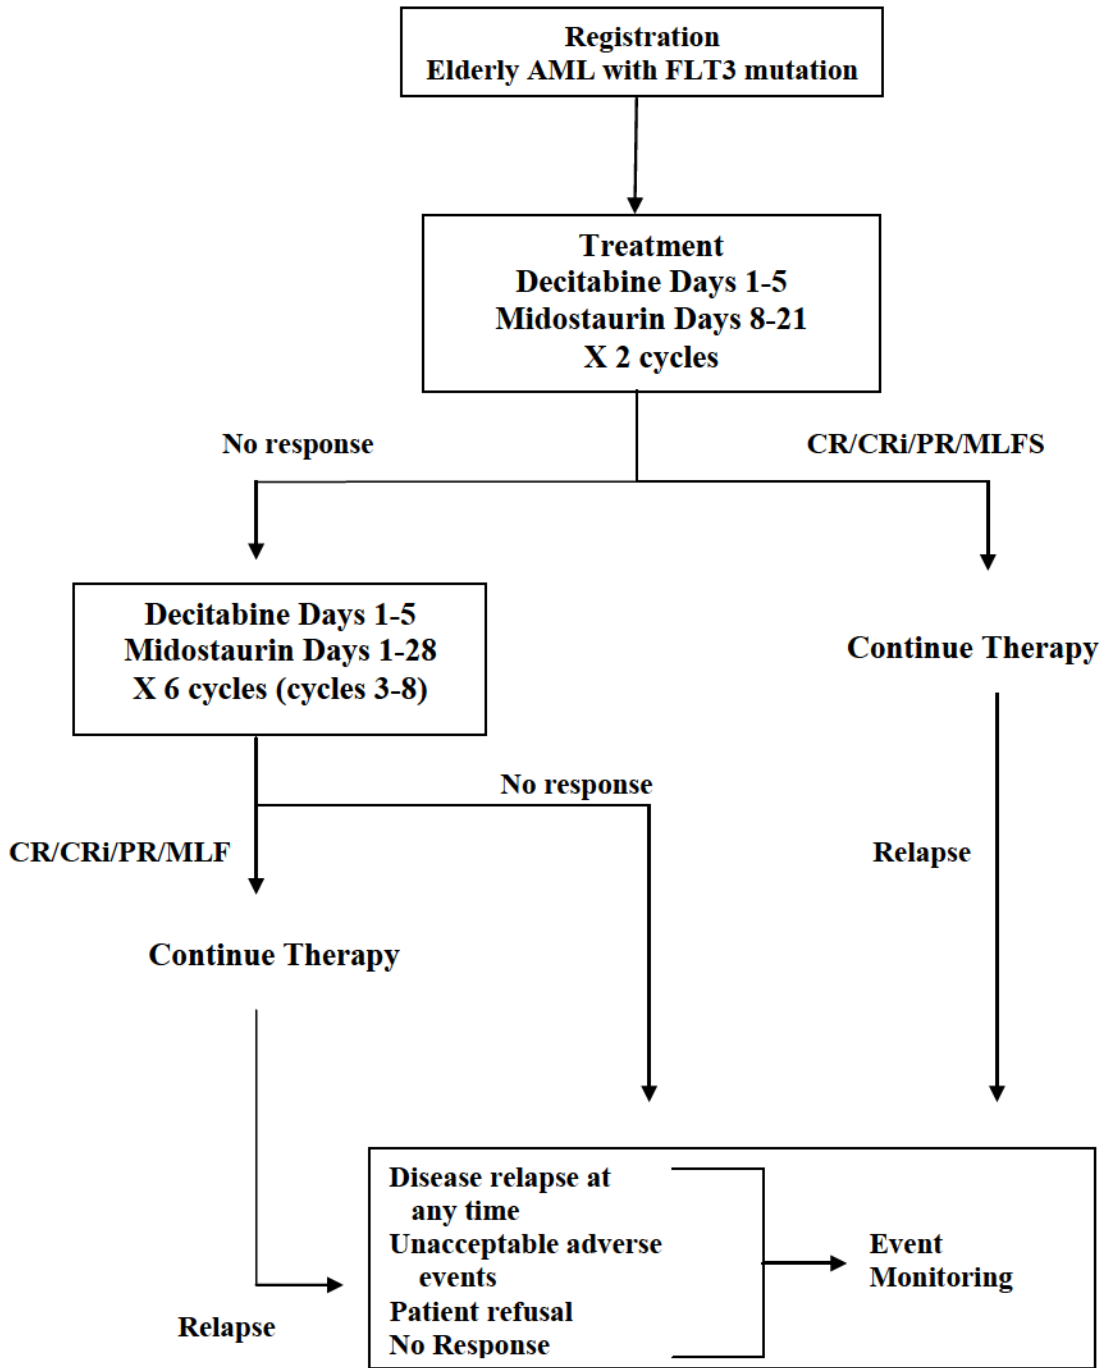 Registration
Elderly AML with FLT3 mutation
Treatment
Decitabine Days 1-5
Midostaurin Days 8-21
X 2 cycles
No response
CR/CRi/PR/MLFS
Decitabine Days 1-5
Midostaurin Days 1-28
X 6 cycles (cycles 3-8)
Continue Therapy
No response
CR/CRi/PR/MLF
Relapse
Continue Therapy
Disease relapse at
any time
Unacceptable adverse
events
Patient refusal
No Response
Event
Monitoring
Relapse